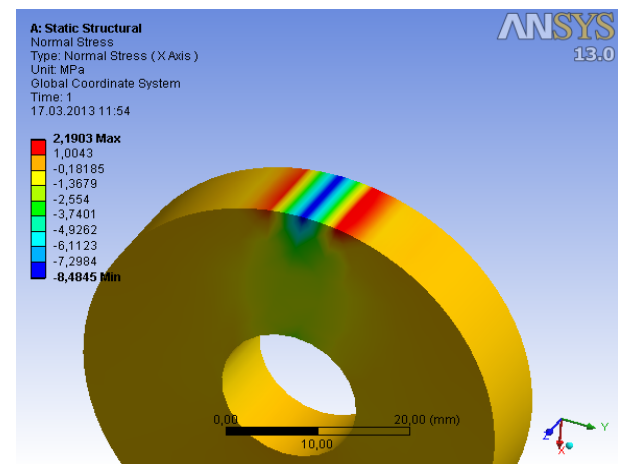 A: Static Structural
Normal Stress
Type: Normal Stress ( X Axis )
Unit: MPa
Global Coordinate System
Time: 1
17.03.2013 11:54
ANSYS
13.0
2,1903 Max
1,0043
-0,18185
-1,3679
-2,554
-3,7401
-4,9262
-6,1123
-7,2984
-8,4845 Min
0,00
20,00 (mm)
10,00
Z
X
Y